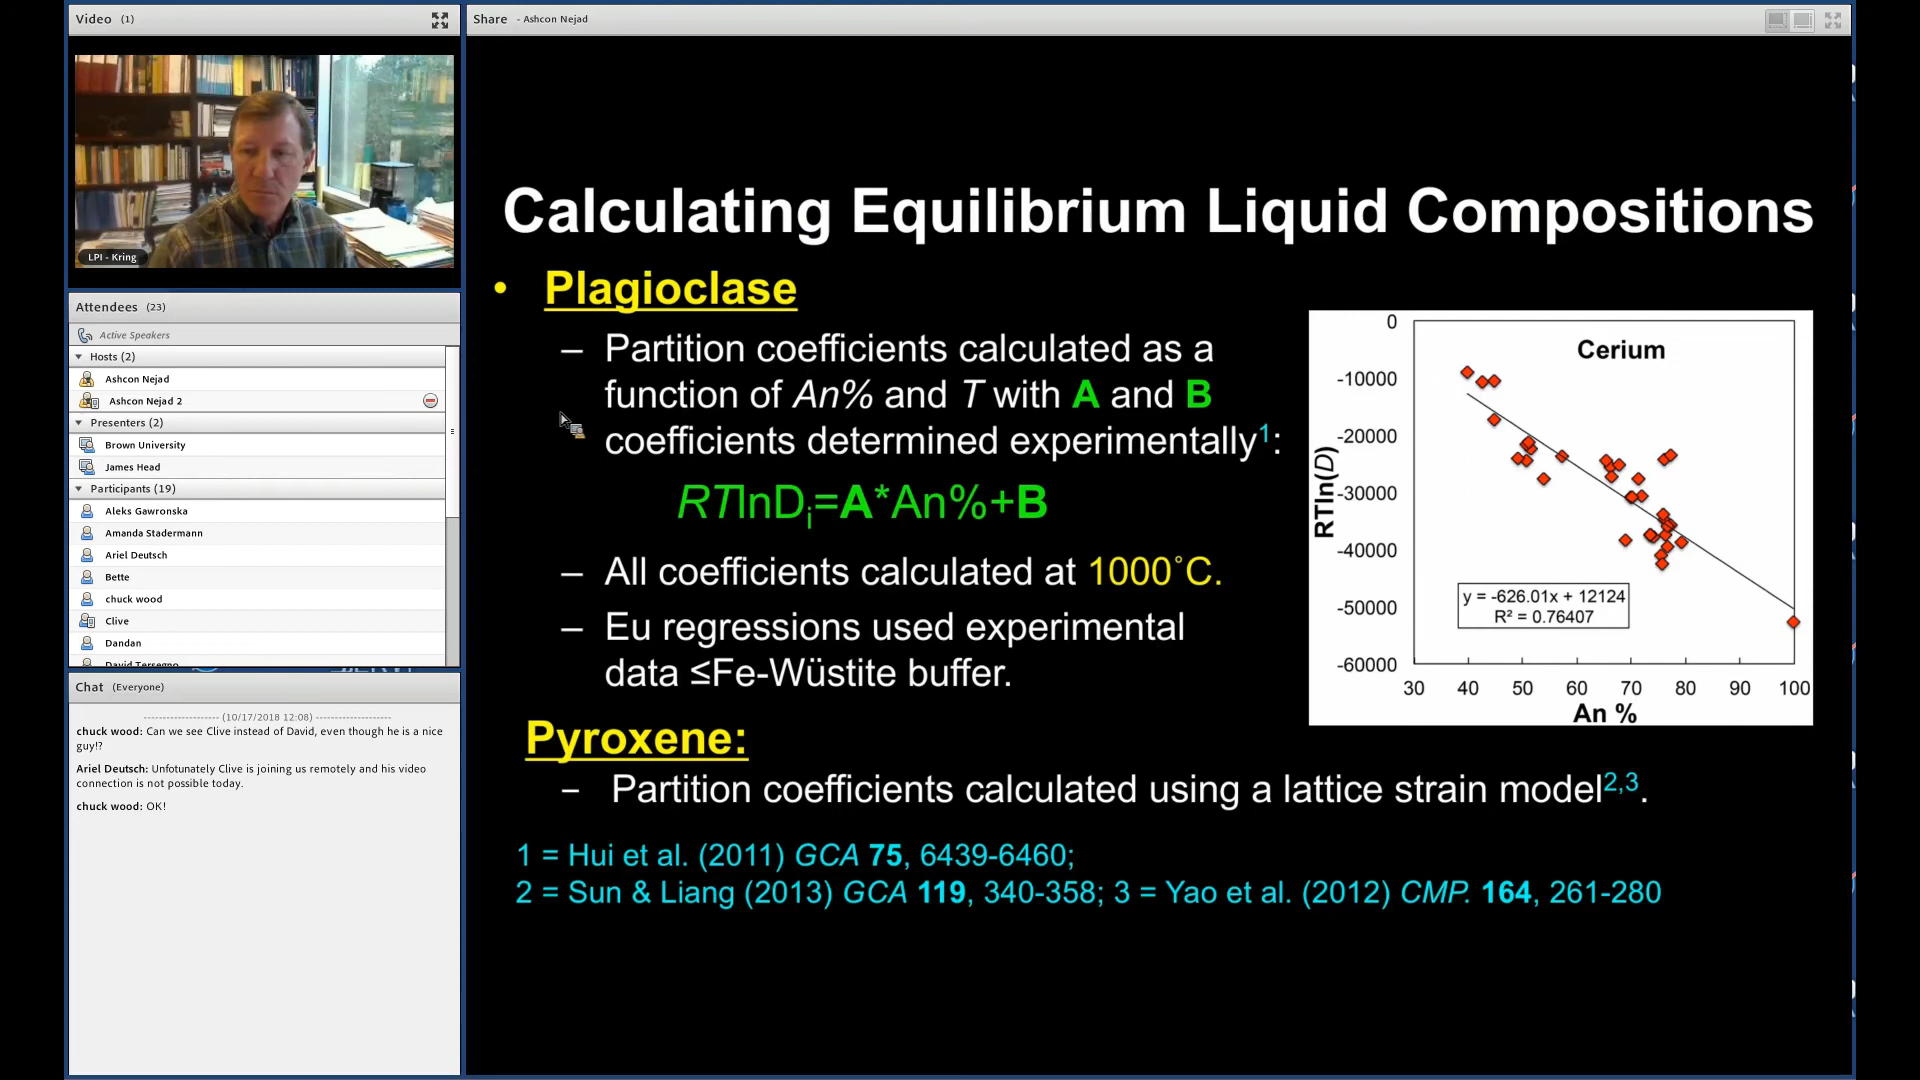 Video (1)
LPI - Kring
Attendees (23)
Active Speakers
Hosts (2)
Ashcon Nejad
Ashcon Nejad 2
Presenters (2)
Brown University
James Head
Participants (19)
Aleks Gawronska
Amanda Stadermann
Ariel Deutsch
Bette
chuck wood
Clive
Dandan
David Tersegno
Chat (Everyone)
-------------------- (10/17/2018 12:08) --------------------
chuck wood: Can we see Clive instead of David, even though he is a nice
guy!?
Ariel Deutsch: Unfotunately Clive is joining us remotely and his video
connection is not possible today.
chuck wood: OK!
Share - Ashcon Nejad
Calculating Equilibrium Liquid Compositions
• Plagioclase
– Partition coefficients calculated as a
function of An% and T with A and B
coefficients determined experimentally1:
RTlnDi=A*An%+B
– All coefficients calculated at 1000˚C.
– Eu regressions used experimental
data ≤Fe-Wüstite buffer.
Cerium
0
-10000
-20000
-30000
-40000
-50000
-60000
RTln(D)
y = -626.01x + 12124
R² = 0.76407
30 40 50 60 70 80 90 100
An %
Pyroxene:
– Partition coefficients calculated using a lattice strain model2,3.
1 = Hui et al. (2011) GCA 75, 6439-6460;
2 = Sun & Liang (2013) GCA 119, 340-358; 3 = Yao et al. (2012) CMP. 164, 261-280